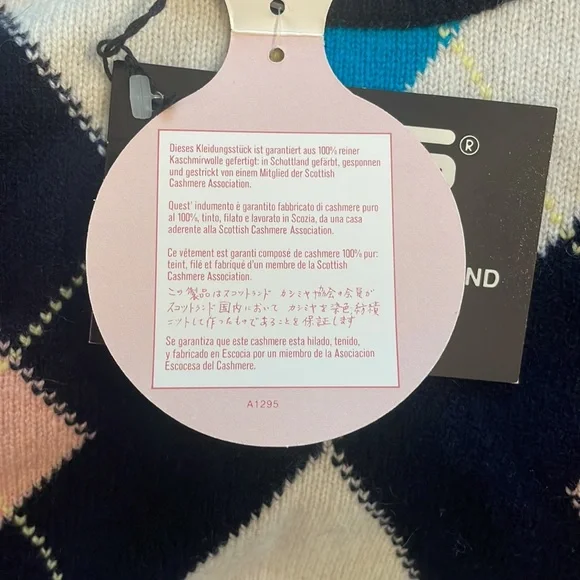 Dieses Kleidungsstück ist garantiert aus 100% reiner
Kaschmirwolle gefertigt: in Schottland gefärbt, gesponnen
und gestrickt von einem Mitglied der Scottish
Cashmere Association.
Quest' indumento è garantito fabbricato di cashmere puro
al 100%, tinto, filato e lavorato in Scozia, da una casa
aderente alla Scottish Cashmere Association.
Ce vêtement est garanti composé de cashmere 100% pur:
teint, filé et fabriqué d'un membre de la Scottish
Cashmere Association.
この製品はスコットランド カシミヤ協会の会員が
スコットランド国内において カシミヤを染色,紡績
ニットして作ったものであることを保証します
Se garantiza que este cashmere esta hilado, tenido,
y fabricado en Escocia por un miembro de la Asociacion
Escocesa del Cashmere.
A1295
®
ND